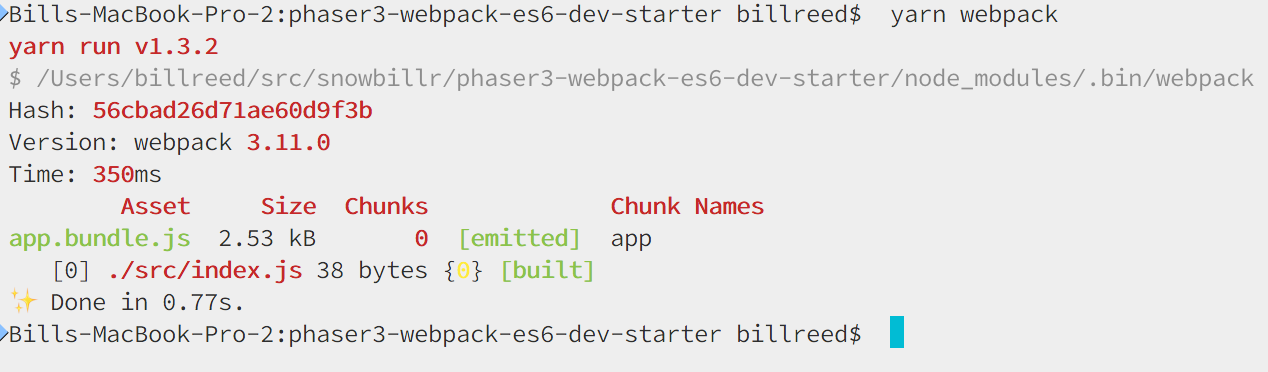 Bills-MacBook-Pro-2:phaser3-webpack-es6-dev-starter billreed$  yarn webpack
yarn run v1.3.2
$ /Users/billreed/src/snowbillr/phaser3-webpack-es6-dev-starter/node_modules/.bin/webpack
Hash: 56cbad26d71ae60d9f3b
Version: webpack 3.11.0
Time: 350ms
        Asset     Size  Chunks             Chunk Names
app.bundle.js  2.53 kB       0  [emitted]  app
   [0] ./src/index.js 38 bytes {0} [built]
✨ Done in 0.77s.
Bills-MacBook-Pro-2:phaser3-webpack-es6-dev-starter billreed$